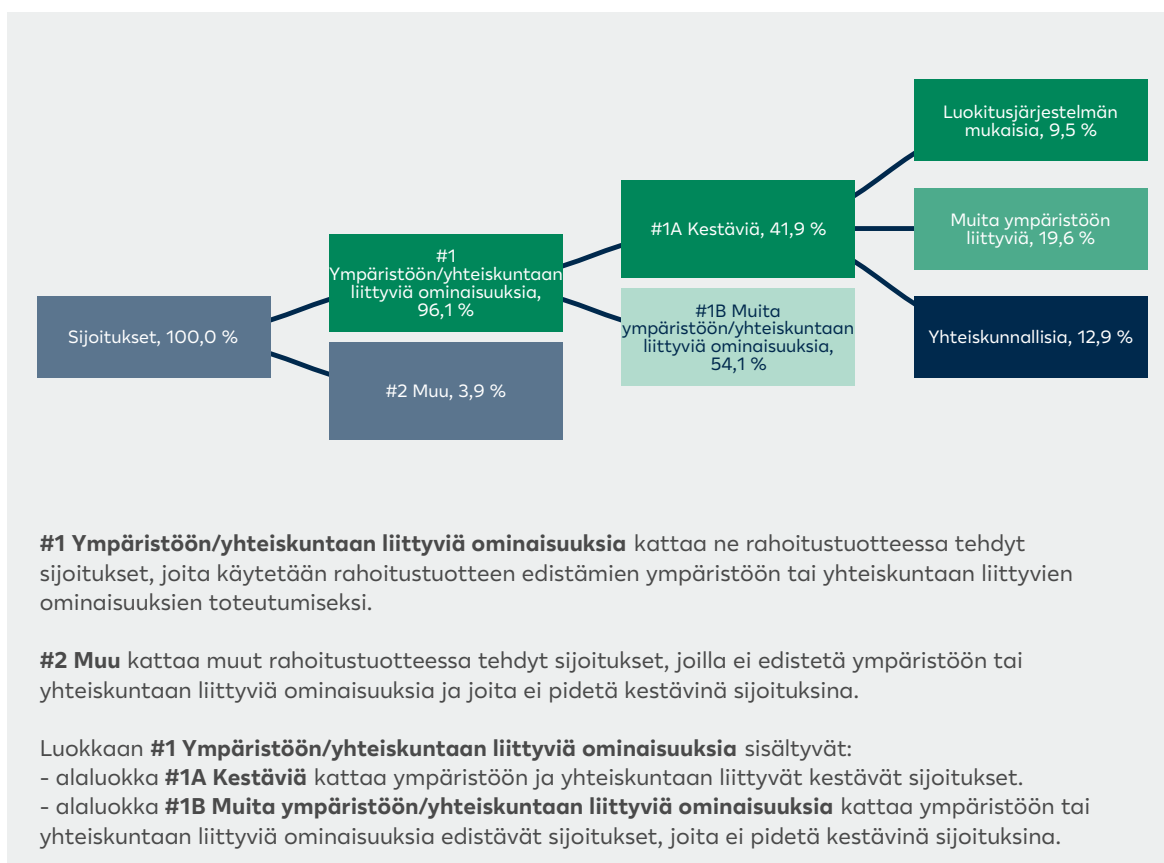 Luokitusjärjestelmän
mukaisia, 9,5 %
Muita ympäristöön
liittyviä, 19,6 %
#1A Kestäviä, 41,9 %
#1
Ympäristöön/yhteiskuntaan
liittyviä ominaisuuksia,
96,1 %
#1B Muita
ympäristöön/yhteiskuntaan
liittyviä ominaisuuksia,
54,1 %
Sijoitukset, 100,0 %
Yhteiskunnallisia, 12,9 %
#2 Muu, 3,9 %
#1 Ympäristöön/yhteiskuntaan liittyviä ominaisuuksia kattaa ne rahoitustuotteessa tehdyt
sijoitukset, joita käytetään rahoitustuotteen edistämien ympäristöön tai yhteiskuntaan liittyvien
ominaisuuksien toteutumiseksi.
#2 Muu kattaa muut rahoitustuotteessa tehdyt sijoitukset, joilla ei edistetä ympäristöön tai
yhteiskuntaan liittyviä ominaisuuksia ja joita ei pidetä kestävinä sijoituksina.
Luokkaan #1 Ympäristöön/yhteiskuntaan liittyviä ominaisuuksia sisältyvät:
- alaluokka #1A Kestäviä kattaa ympäristöön ja yhteiskuntaan liittyvät kestävät sijoitukset.
- alaluokka #1B Muita ympäristöön/yhteiskuntaan liittyviä ominaisuuksia kattaa ympäristöön tai
yhteiskuntaan liittyviä ominaisuuksia edistävät sijoitukset, joita ei pidetä kestävinä sijoituksina.